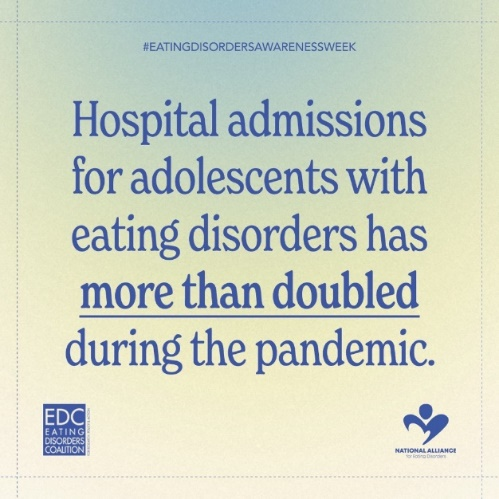 #EATINGDISORDERSAWARENESSWEEK
Hospital admissions
for adolescents with
eating disorders has
more than doubled
during the pandemic.
EDC
EATING
DISORDERS
COALITION
NATIONAL ALLIANCE
for Eating Disorders